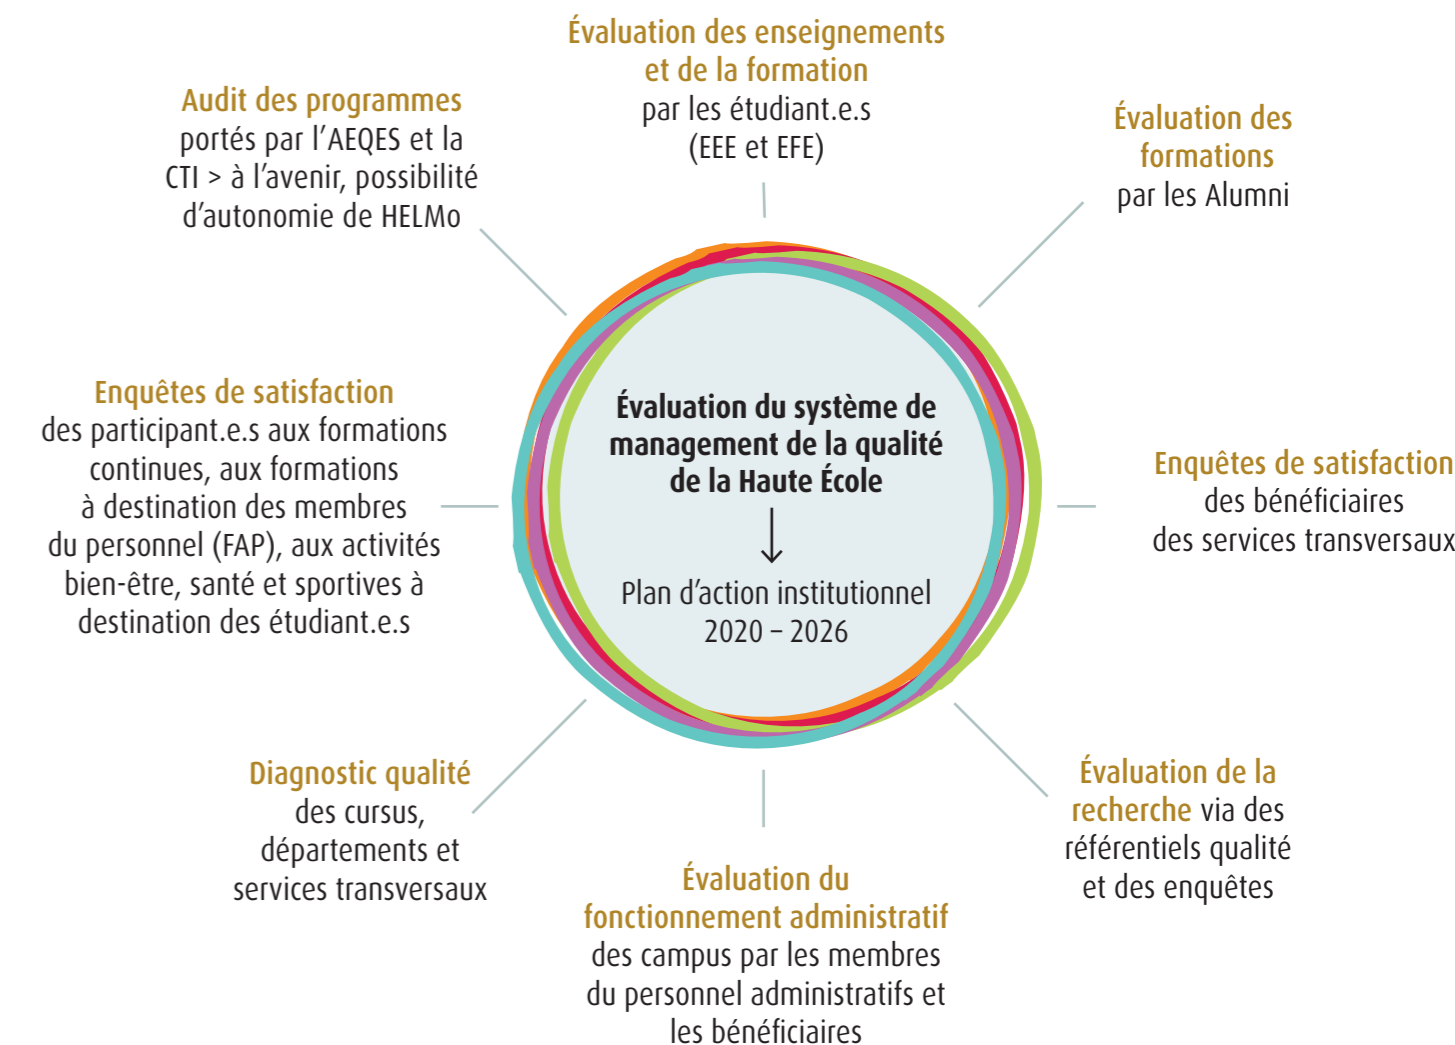 Évaluation des enseignements
et de la formation
par les étudiant.e.s
(EEE et EFE)
Audit des programmes
portés par l'AEQES et la
CTI > à l'avenir, possibilité
d'autonomie de HELMo
Évaluation des
formations
par les Alumni
Enquêtes de satisfaction
des participant.e.s aux formations
continues, aux formations
à destination des membres
du personnel (FAP), aux activités
bien-être, santé et sportives à
destination des étudiant.e.s
Évaluation du système de
management de la qualité
de la Haute École
Plan d'action institutionnel
2020 – 2026
Enquêtes de satisfaction
des bénéficiaires
des services transversaux
Diagnostic qualité
des cursus,
départements et
services transversaux
Évaluation du
fonctionnement administratif
des campus par les membres
du personnel administratifs et
les bénéficiaires
Évaluation de la
recherche via des
référentiels qualité
et des enquêtes